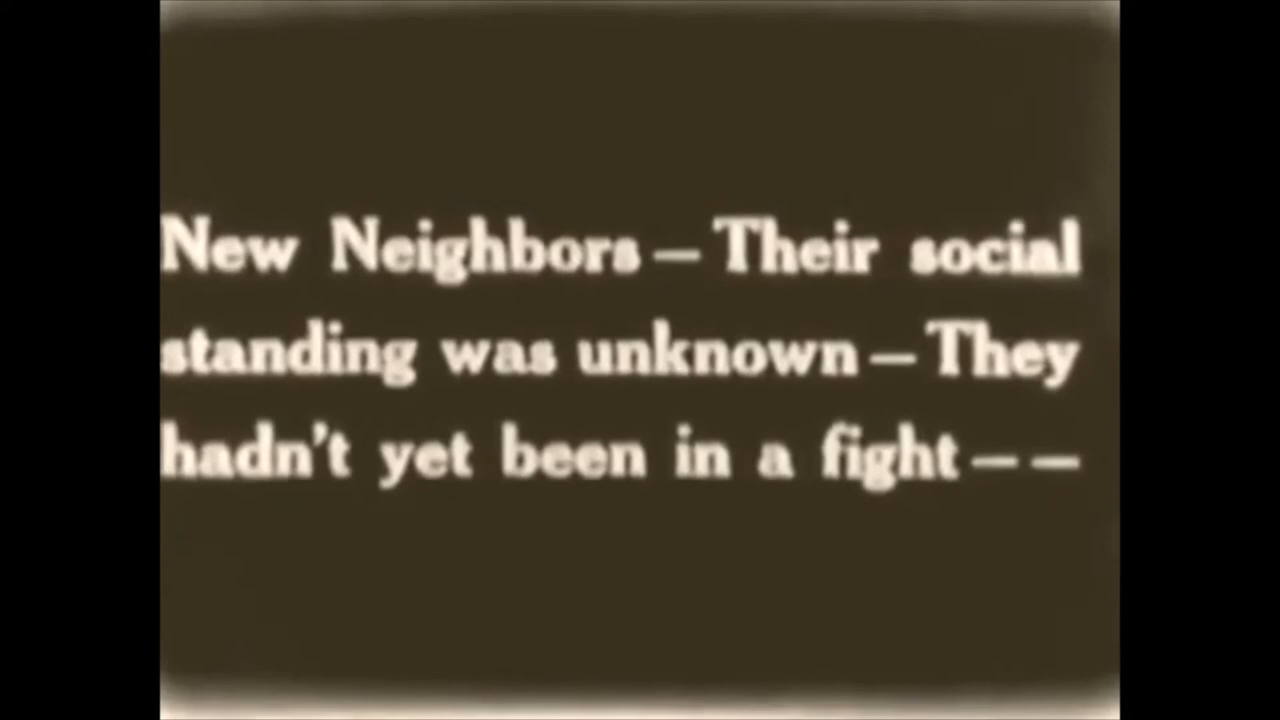 New Neighbors — Their social
standing was unknown — They
hadn't yet been in a fight — —